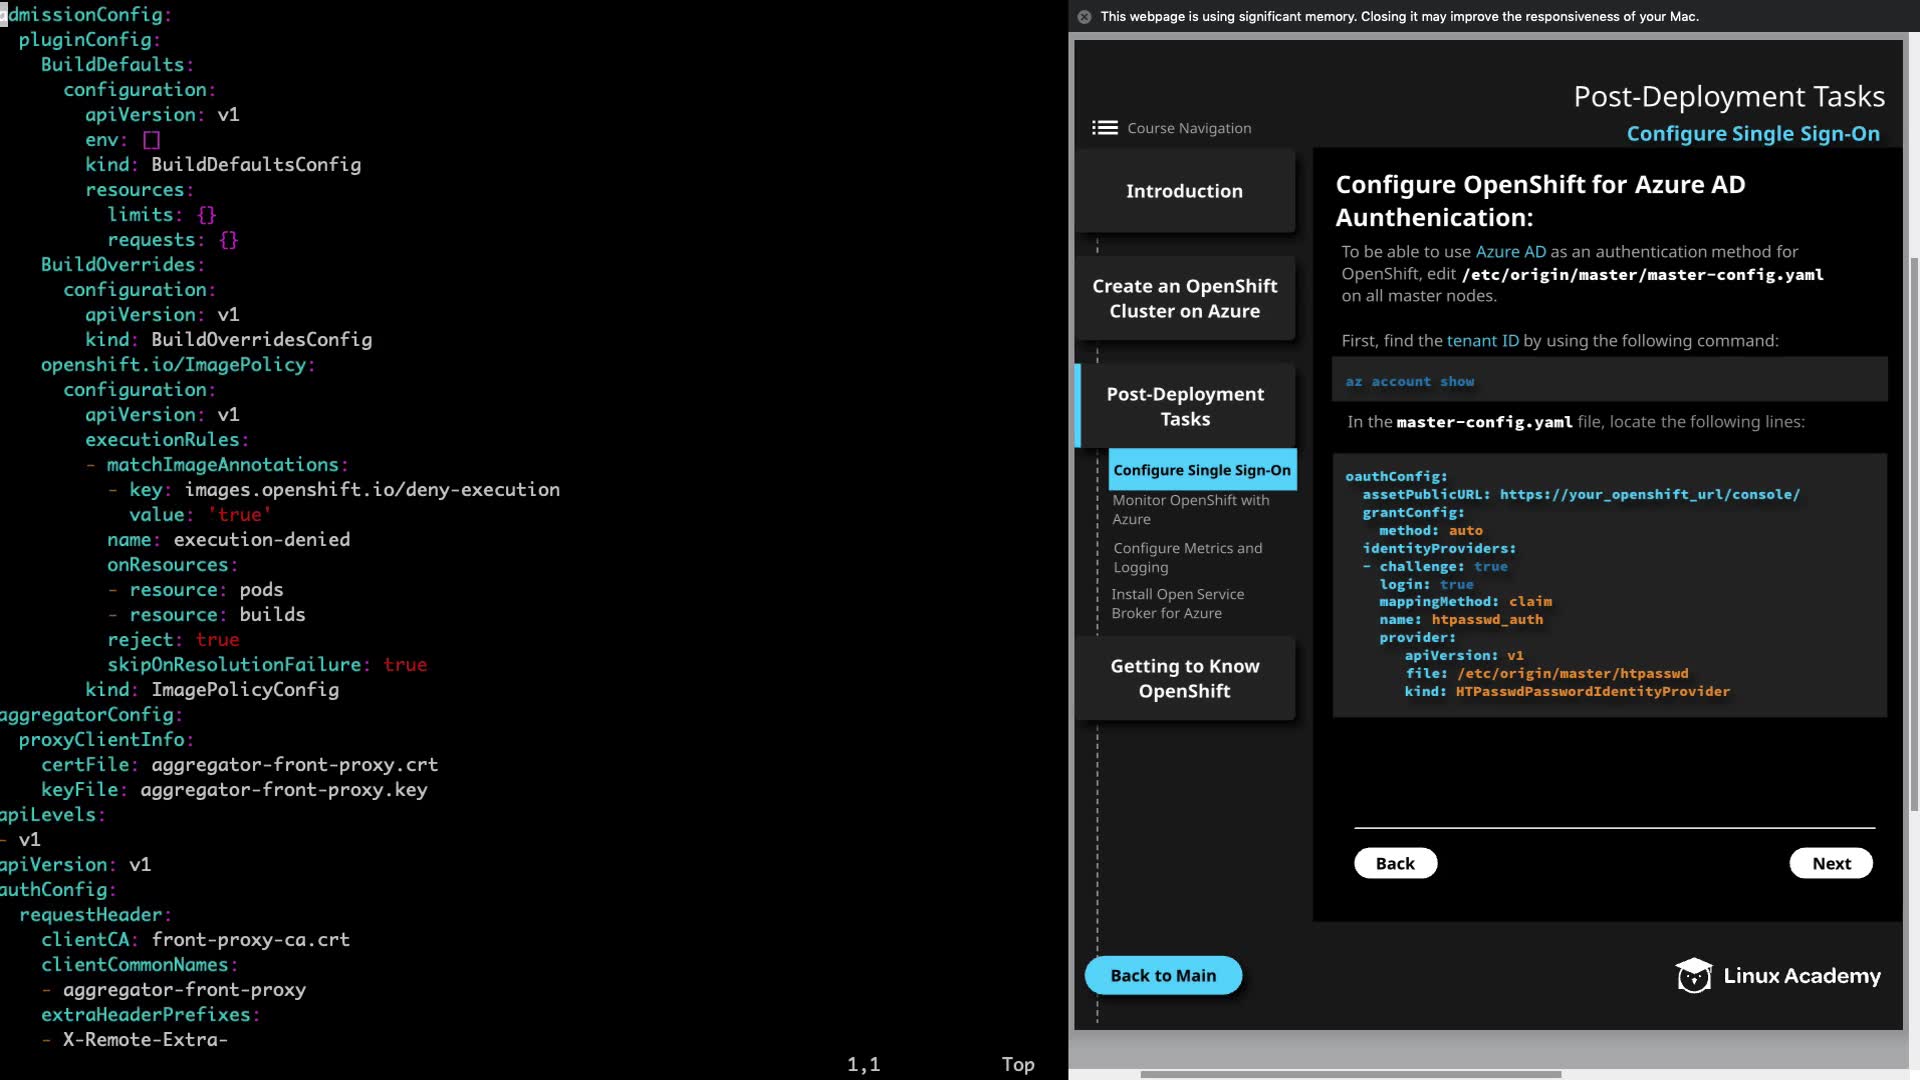 admissionConfig:
  pluginConfig:
    BuildDefaults:
      configuration:
        apiVersion: v1
        env: []
        kind: BuildDefaultsConfig
        resources:
          limits: {}
          requests: {}
    BuildOverrides:
      configuration:
        apiVersion: v1
        kind: BuildOverridesConfig
    openshift.io/ImagePolicy:
      configuration:
        apiVersion: v1
        executionRules:
        - matchImageAnnotations:
          - key: images.openshift.io/deny-execution
            value: 'true'
          name: execution-denied
          onResources:
          - resource: pods
          - resource: builds
          reject: true
          skipOnResolutionFailure: true
        kind: ImagePolicyConfig
aggregatorConfig:
  proxyClientInfo:
    certFile: aggregator-front-proxy.crt
    keyFile: aggregator-front-proxy.key
apiLevels:
- v1
apiVersion: v1
authConfig:
  requestHeader:
    clientCA: front-proxy-ca.crt
    clientCommonNames:
    - aggregator-front-proxy
    extraHeaderPrefixes:
    - X-Remote-Extra-
1,1 Top
This webpage is using significant memory. Closing it may improve the responsiveness of your Mac.
Post-Deployment Tasks
Configure Single Sign-On
Course Navigation
Introduction
Create an OpenShift
Cluster on Azure
Post-Deployment
Tasks
Configure Single Sign-On
Monitor OpenShift with
Azure
Configure Metrics and
Logging
Install Open Service
Broker for Azure
Getting to Know
OpenShift
Back to Main
Configure OpenShift for Azure AD
Aunthenication:
To be able to use Azure AD as an authentication method for
OpenShift, edit /etc/origin/master/master-config.yaml
on all master nodes.
First, find the tenant ID by using the following command:
az account show
In the master-config.yaml file, locate the following lines:
oauthConfig:
  assetPublicURL: https://your_openshift_url/console/
  grantConfig:
    method: auto
  identityProviders:
  - challenge: true
    login: true
    mappingMethod: claim
    name: htpasswd_auth
    provider:
       apiVersion: v1
       file: /etc/origin/master/htpasswd
       kind: HTPasswdPasswordIdentityProvider
Back
Next
Linux Academy